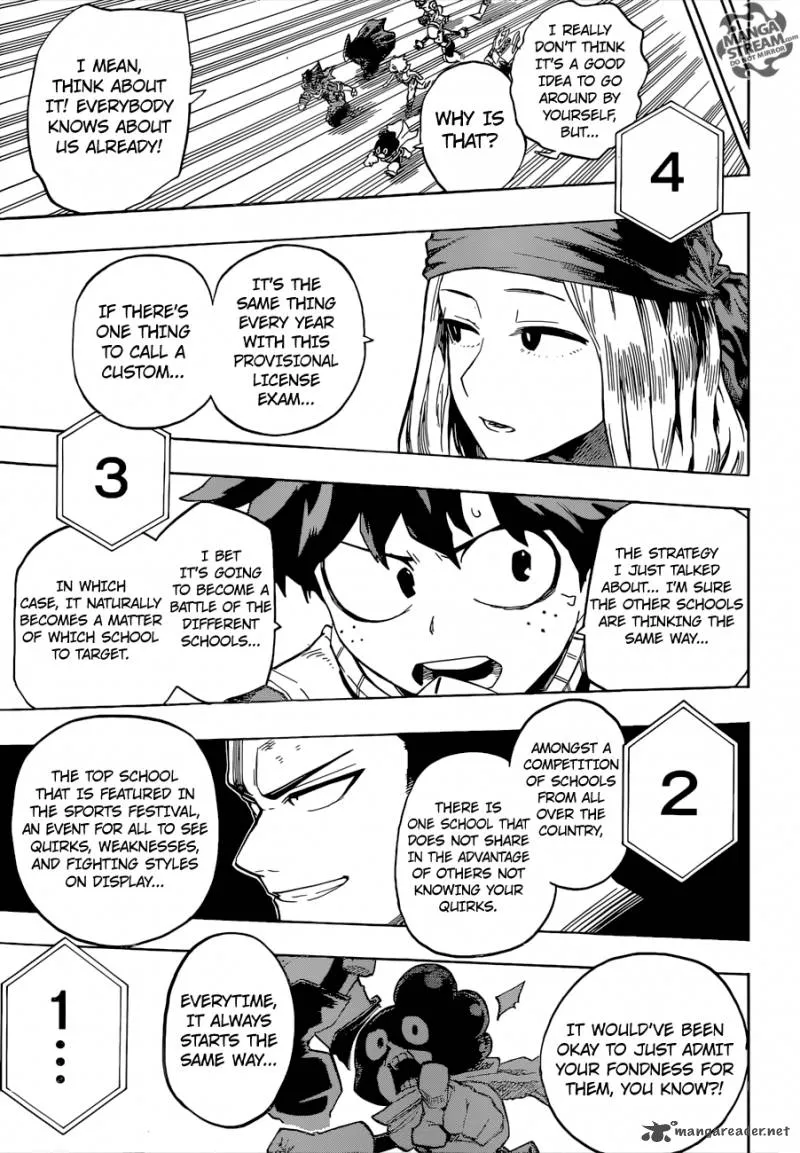 I REALLY
DON'T THINK
IT'S A GOOD
IDEA TO GO
AROUND BY
YOURSELF,
BUT...
WHY IS
THAT?
I MEAN,
THINK ABOUT
IT! EVERYBODY
KNOWS ABOUT
US ALREADY!
4
IT'S THE
SAME THING
EVERY YEAR
WITH THIS
PROVISIONAL
LICENSE
EXAM...
IF THERE'S
ONE THING
TO CALL A
CUSTOM...
3
THE STRATEGY
I JUST TALKED
ABOUT... I'M SURE
THE OTHER SCHOOLS
ARE THINKING
THE SAME WAY...
I BET
IT'S GOING
TO BECOME A
BATTLE OF THE
DIFFERENT
SCHOOLS...
IN WHICH
CASE, IT NATURALLY
BECOMES A MATTER
OF WHICH SCHOOL
TO TARGET.
2
AMONGST A
COMPETITION
OF SCHOOLS
FROM ALL
OVER THE
COUNTRY,
THERE IS
ONE SCHOOL THAT
DOES NOT SHARE
IN THE ADVANTAGE
OF OTHERS NOT
KNOWING YOUR
QUIRKS.
THE TOP SCHOOL
THAT IS FEATURED IN
THE SPORTS FESTIVAL,
AN EVENT FOR ALL TO SEE
QUIRKS, WEAKNESSES,
AND FIGHTING STYLES
ON DISPLAY...
IT WOULD'VE BEEN
OKAY TO JUST ADMIT
YOUR FONDNESS FOR
THEM, YOU KNOW?!
EVERYTIME,
IT ALWAYS
STARTS THE
SAME WAY...
1...
MANGA
STREAM.com
DO NOT MIRROR!
mangareader.net